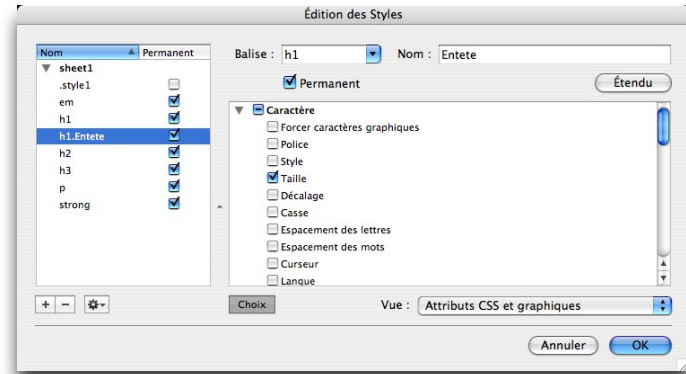 Édition des Styles
Nom Permanent
sheet1
.style1
em
h1
h1.Entete
h2
h3
p
strong
Balise : h1 Nom : Entete
Permanent Étendu
Caractère
Forcer caractères graphiques
Police
Style
Taille
Décalage
Casse
Espacement des lettres
Espacement des mots
Curseur
Langue
+ −
Choix Vue : Attributs CSS et graphiques
Annuler OK